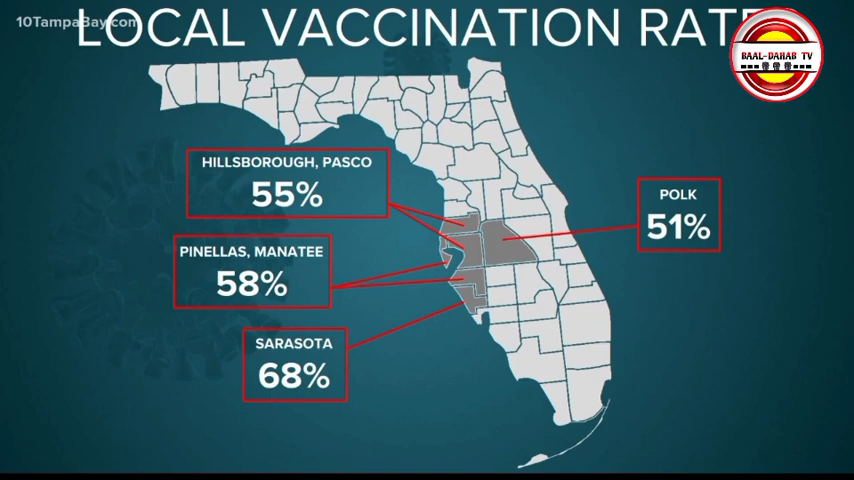 10TampaBay.com
LOCAL VACCINATION RATE
BAAL-DAHAB TV
HILLSBOROUGH, PASCO
55%
POLK
51%
PINELLAS, MANATEE
58%
SARASOTA
68%